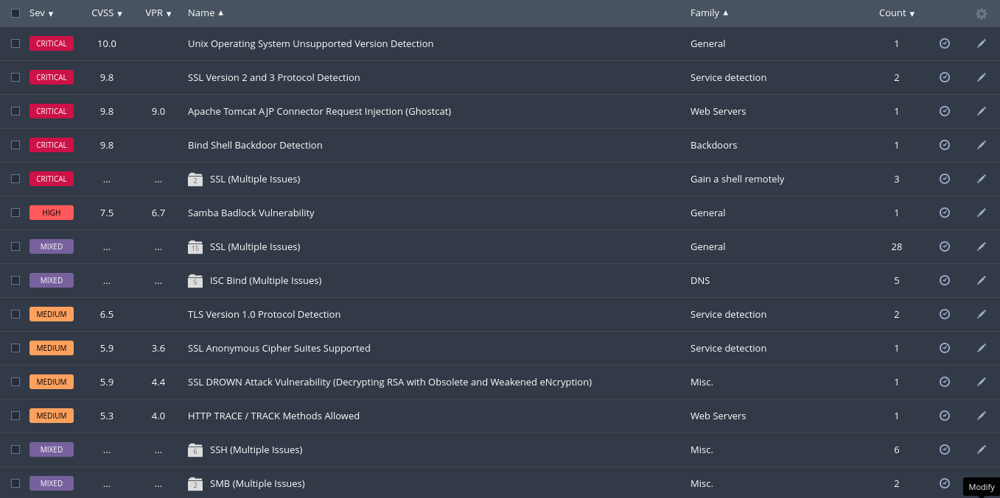 Sev ▼ CVSS ▼ VPR ▼ Name ▲ Family ▲ Count ▼
CRITICAL 10.0 Unix Operating System Unsupported Version Detection General 1
CRITICAL 9.8 SSL Version 2 and 3 Protocol Detection Service detection 2
CRITICAL 9.8 9.0 Apache Tomcat AJP Connector Request Injection (Ghostcat) Web Servers 1
CRITICAL 9.8 Bind Shell Backdoor Detection Backdoors 1
CRITICAL ... ... 2 SSL (Multiple Issues) Gain a shell remotely 3
HIGH 7.5 6.7 Samba Badlock Vulnerability General 1
MIXED ... ... 15 SSL (Multiple Issues) General 28
MIXED ... ... 5 ISC Bind (Multiple Issues) DNS 5
MEDIUM 6.5 TLS Version 1.0 Protocol Detection Service detection 2
MEDIUM 5.9 3.6 SSL Anonymous Cipher Suites Supported Service detection 1
MEDIUM 5.9 4.4 SSL DROWN Attack Vulnerability (Decrypting RSA with Obsolete and Weakened eNcryption) Misc. 1
MEDIUM 5.3 4.0 HTTP TRACE / TRACK Methods Allowed Web Servers 1
MIXED ... ... 6 SSH (Multiple Issues) Misc. 6
MIXED ... ... 2 SMB (Multiple Issues) Misc. 2
Modify